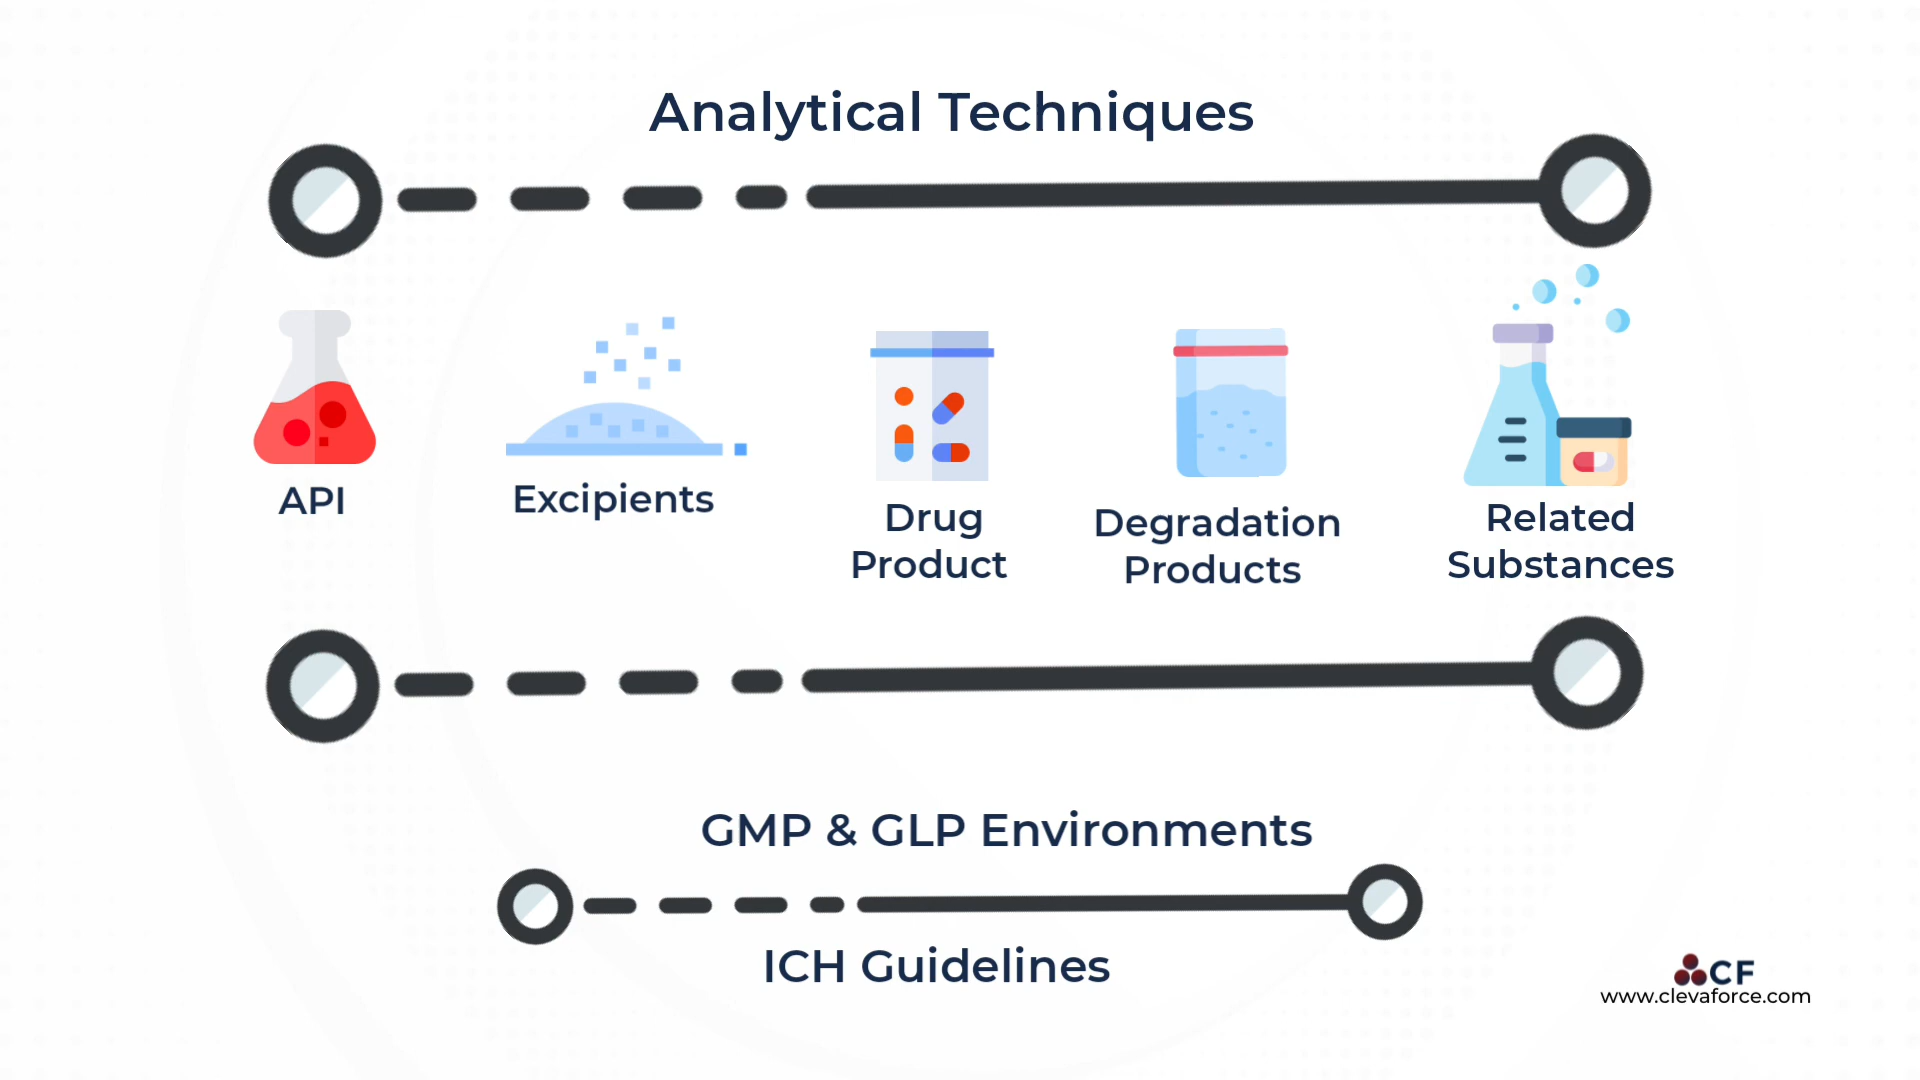 Analytical Techniques
API
Excipients
Drug
Product
Degradation
Products
Related
Substances
GMP & GLP Environments
ICH Guidelines
CF
www.clevaforce.com